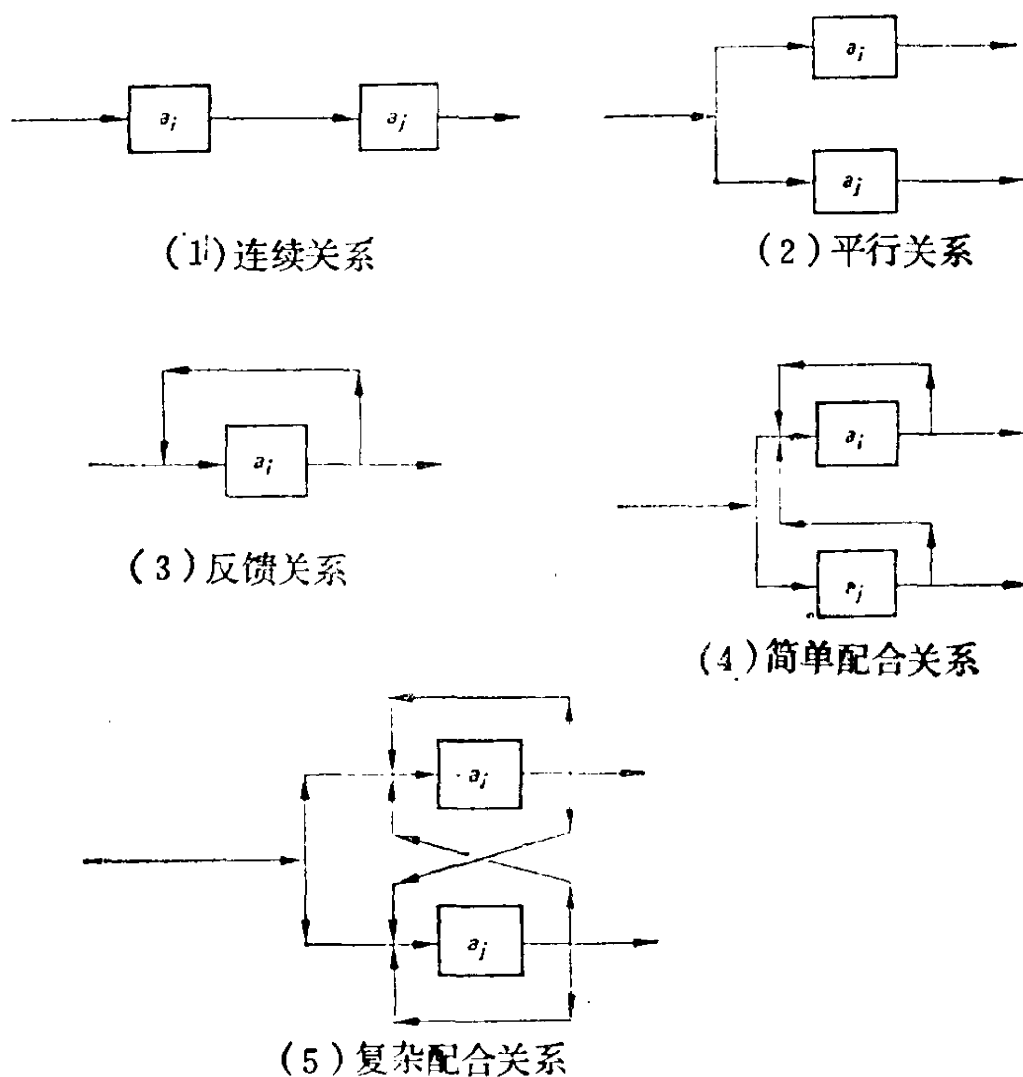 a_i
a_j
(1)连续关系
a_i
a_j
(2)平行关系
a_i
(3)反馈关系
a_i
a_j
(4)简单配合关系
a_i
a_j
(5)复杂配合关系